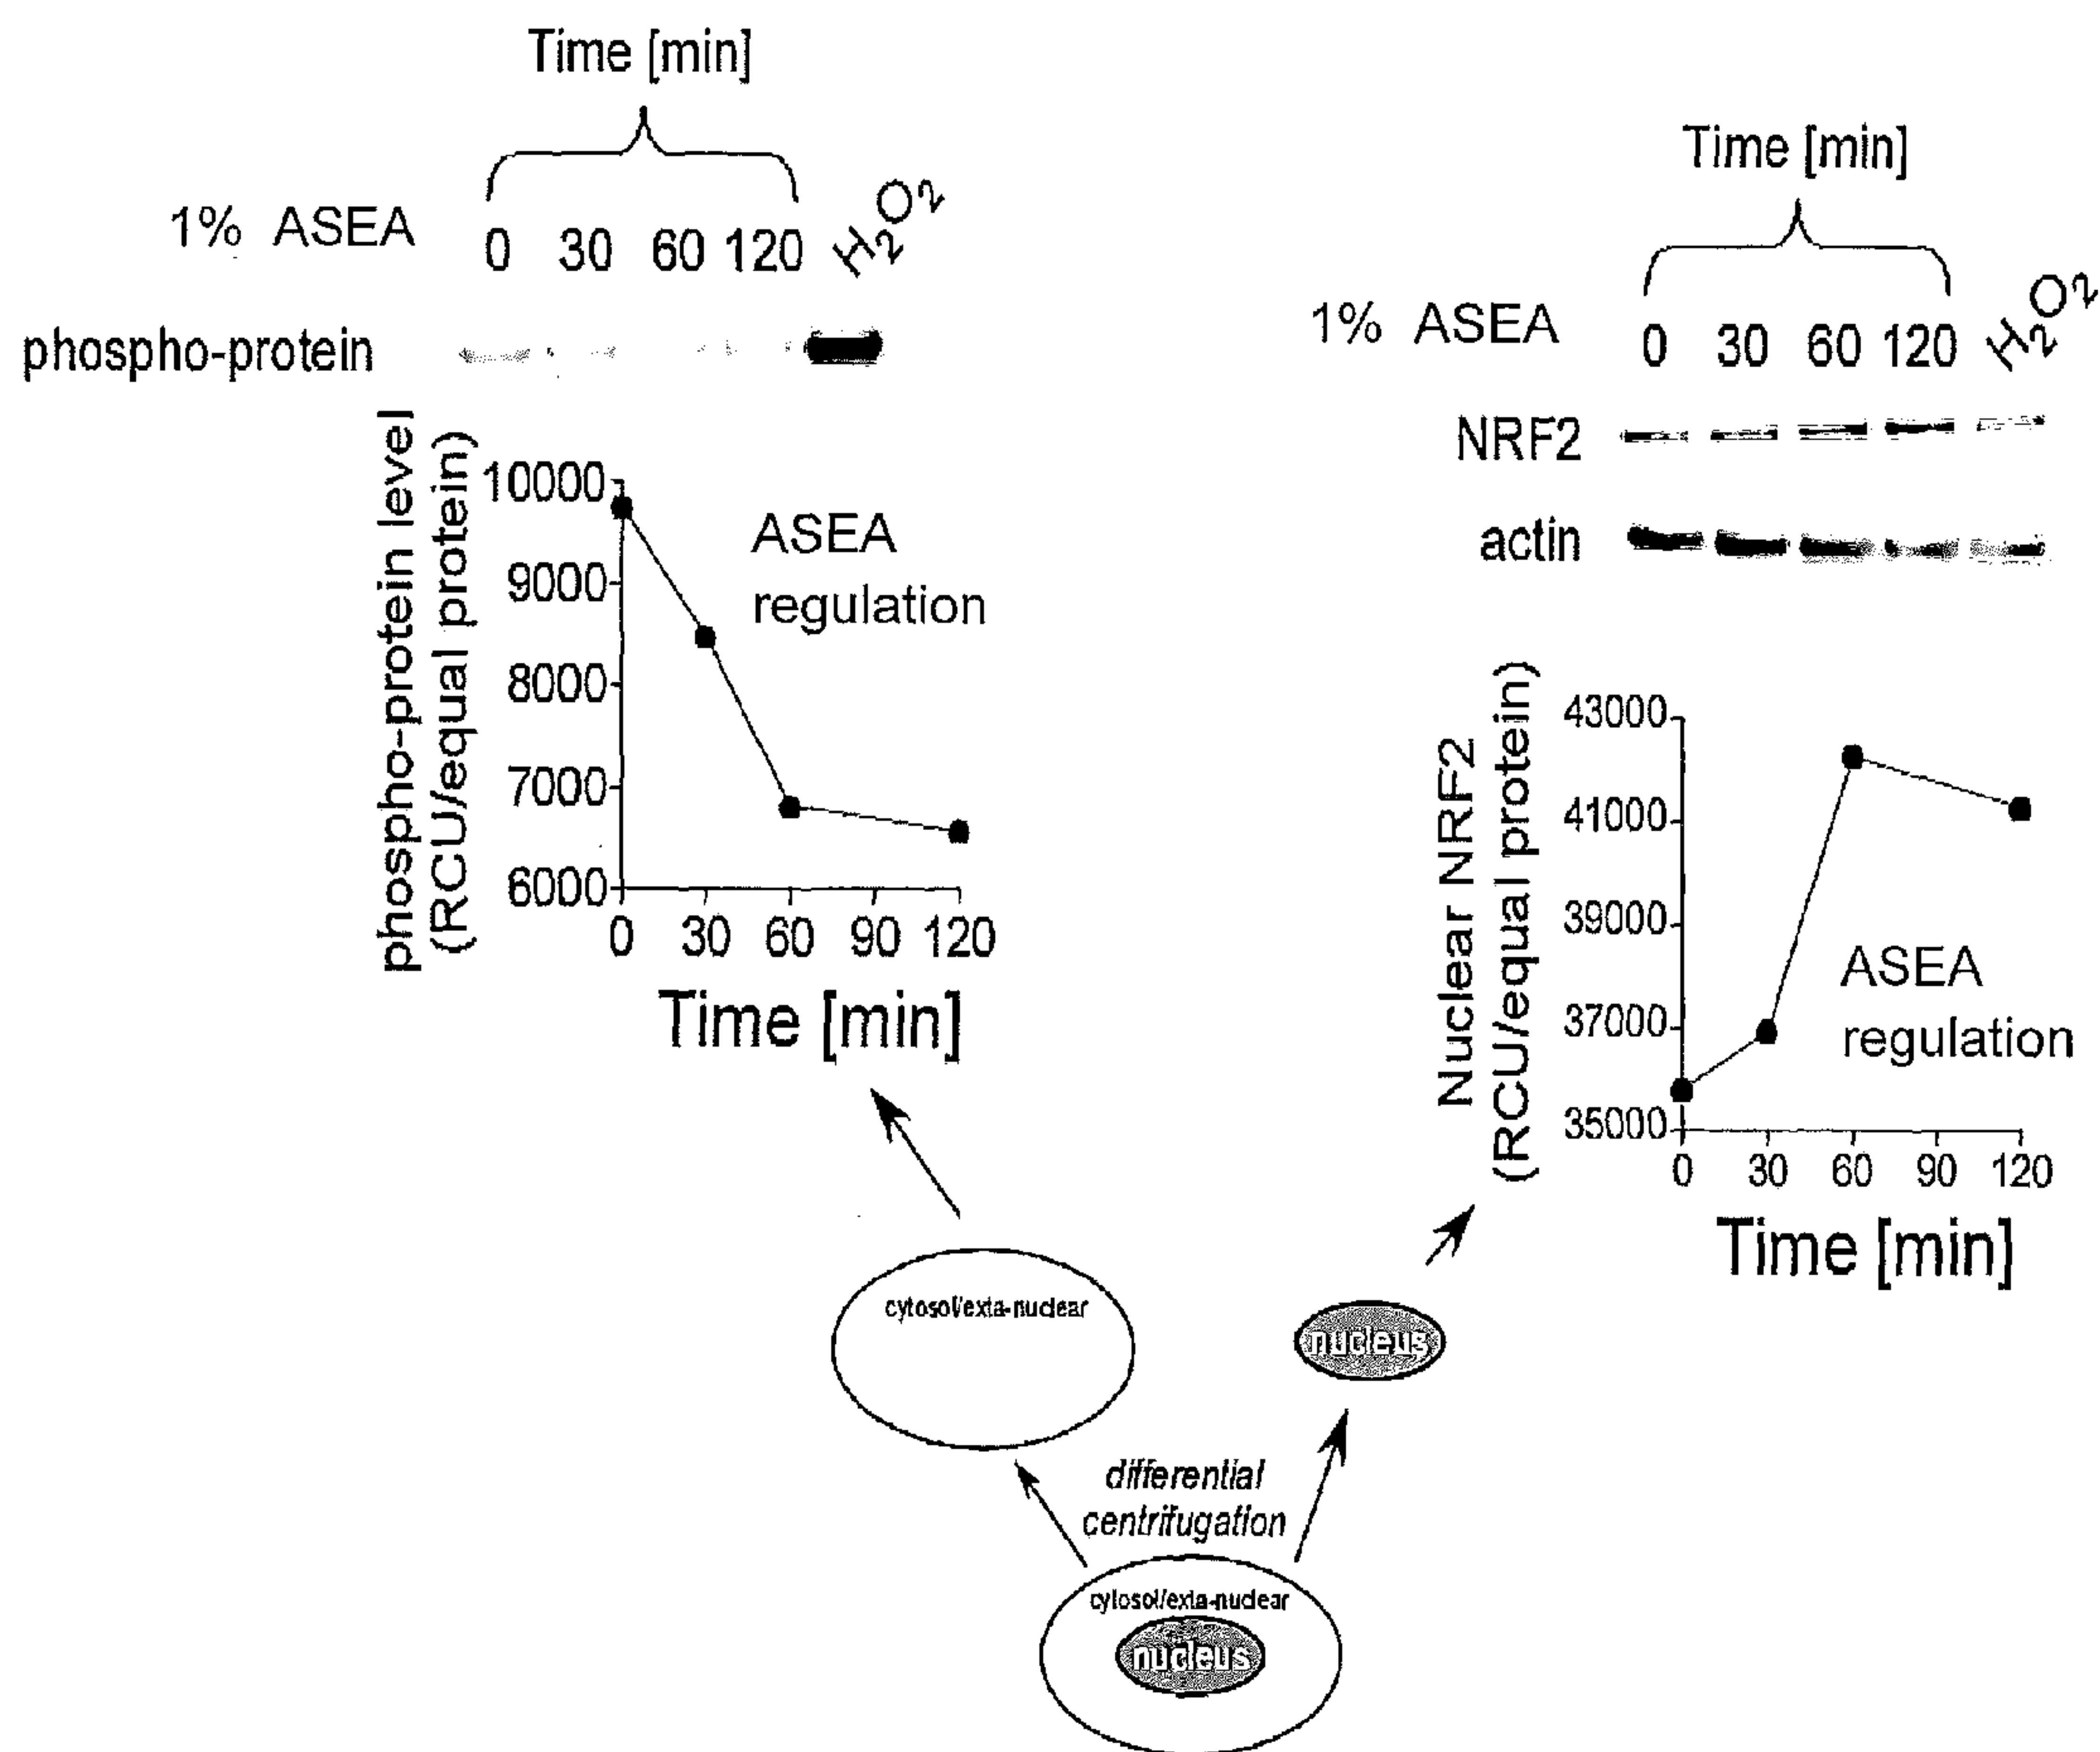 Time [min]
1% ASEA 0 30 60 120 H2O2
phospho-protein
phospho-protein level
(RCU/equal protein)
10000
9000
8000
7000
6000
ASEA
regulation
0 30 60 90 120
Time [min]
Time [min]
1% ASEA 0 30 60 120 H2O2
NRF2
actin
Nuclear NRF2
(RCU/equal protein)
43000
41000
39000
37000
35000
ASEA
regulation
0 30 60 90 120
Time [min]
cytosol/exta-nuclear
nucleus
differential
centrifugation
cytosol/exta-nuclear
nucleus